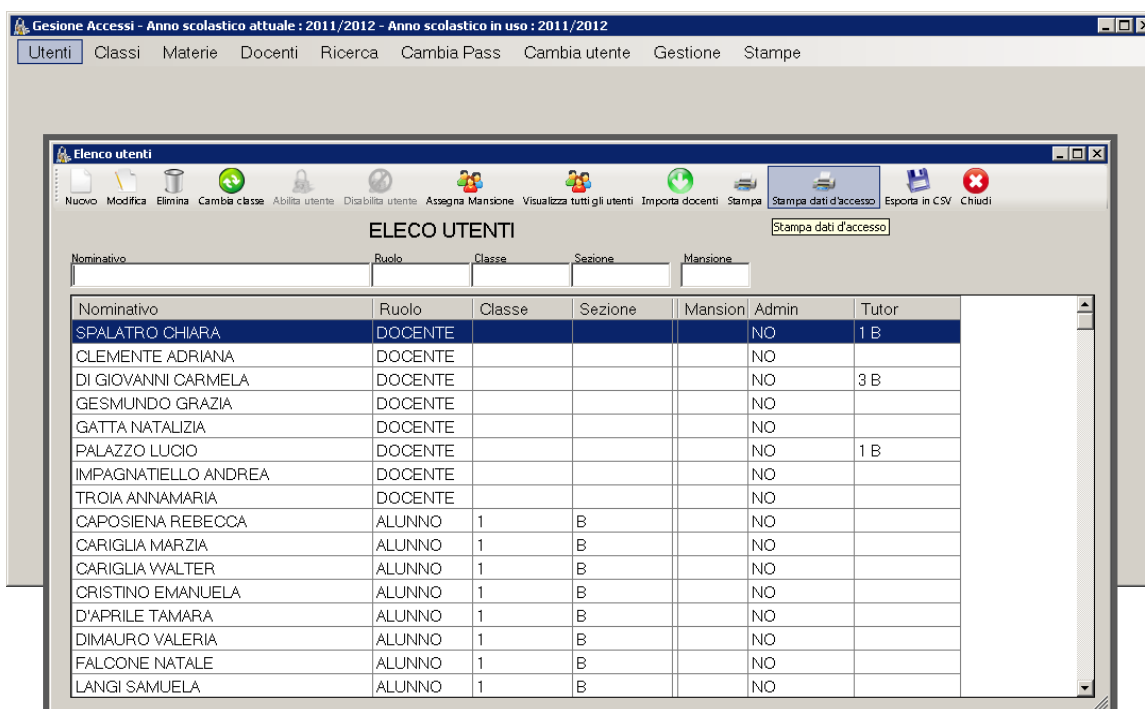 Gesione Accessi - Anno scolastico attuale : 2011/2012 - Anno scolastico in uso : 2011/2012
Utenti Classi Materie Docenti Ricerca Cambia Pass Cambia utente Gestione Stampe
Elenco utenti
Nuovo Modifica Elimina Cambia classe Abilita utente Disabilita utente Assegna Mansione Visualizza tutti gli utenti Importa docenti Stampa Stampa dati d'accesso Esporta in CSV Chiudi
ELECO UTENTI
Stampa dati d'accesso
Nominativo Ruolo Classe Sezione Mansione
Nominativo Ruolo Classe Sezione Mansion Admin Tutor
SPALATRO CHIARA DOCENTE NO 1 B
CLEMENTE ADRIANA DOCENTE NO
DI GIOVANNI CARMELA DOCENTE NO 3 B
GESMUNDO GRAZIA DOCENTE NO
GATTA NATALIZIA DOCENTE NO
PALAZZO LUCIO DOCENTE NO 1 B
IMPAGNATIELLO ANDREA DOCENTE NO
TROIA ANNAMARIA DOCENTE NO
CAPOSIENA REBECCA ALUNNO 1 B NO
CARIGLIA MARZIA ALUNNO 1 B NO
CARIGLIA WALTER ALUNNO 1 B NO
CRISTINO EMANUELA ALUNNO 1 B NO
D'APRILE TAMARA ALUNNO 1 B NO
DIMAURO VALERIA ALUNNO 1 B NO
FALCONE NATALE ALUNNO 1 B NO
LANGI SAMUELA ALUNNO 1 B NO